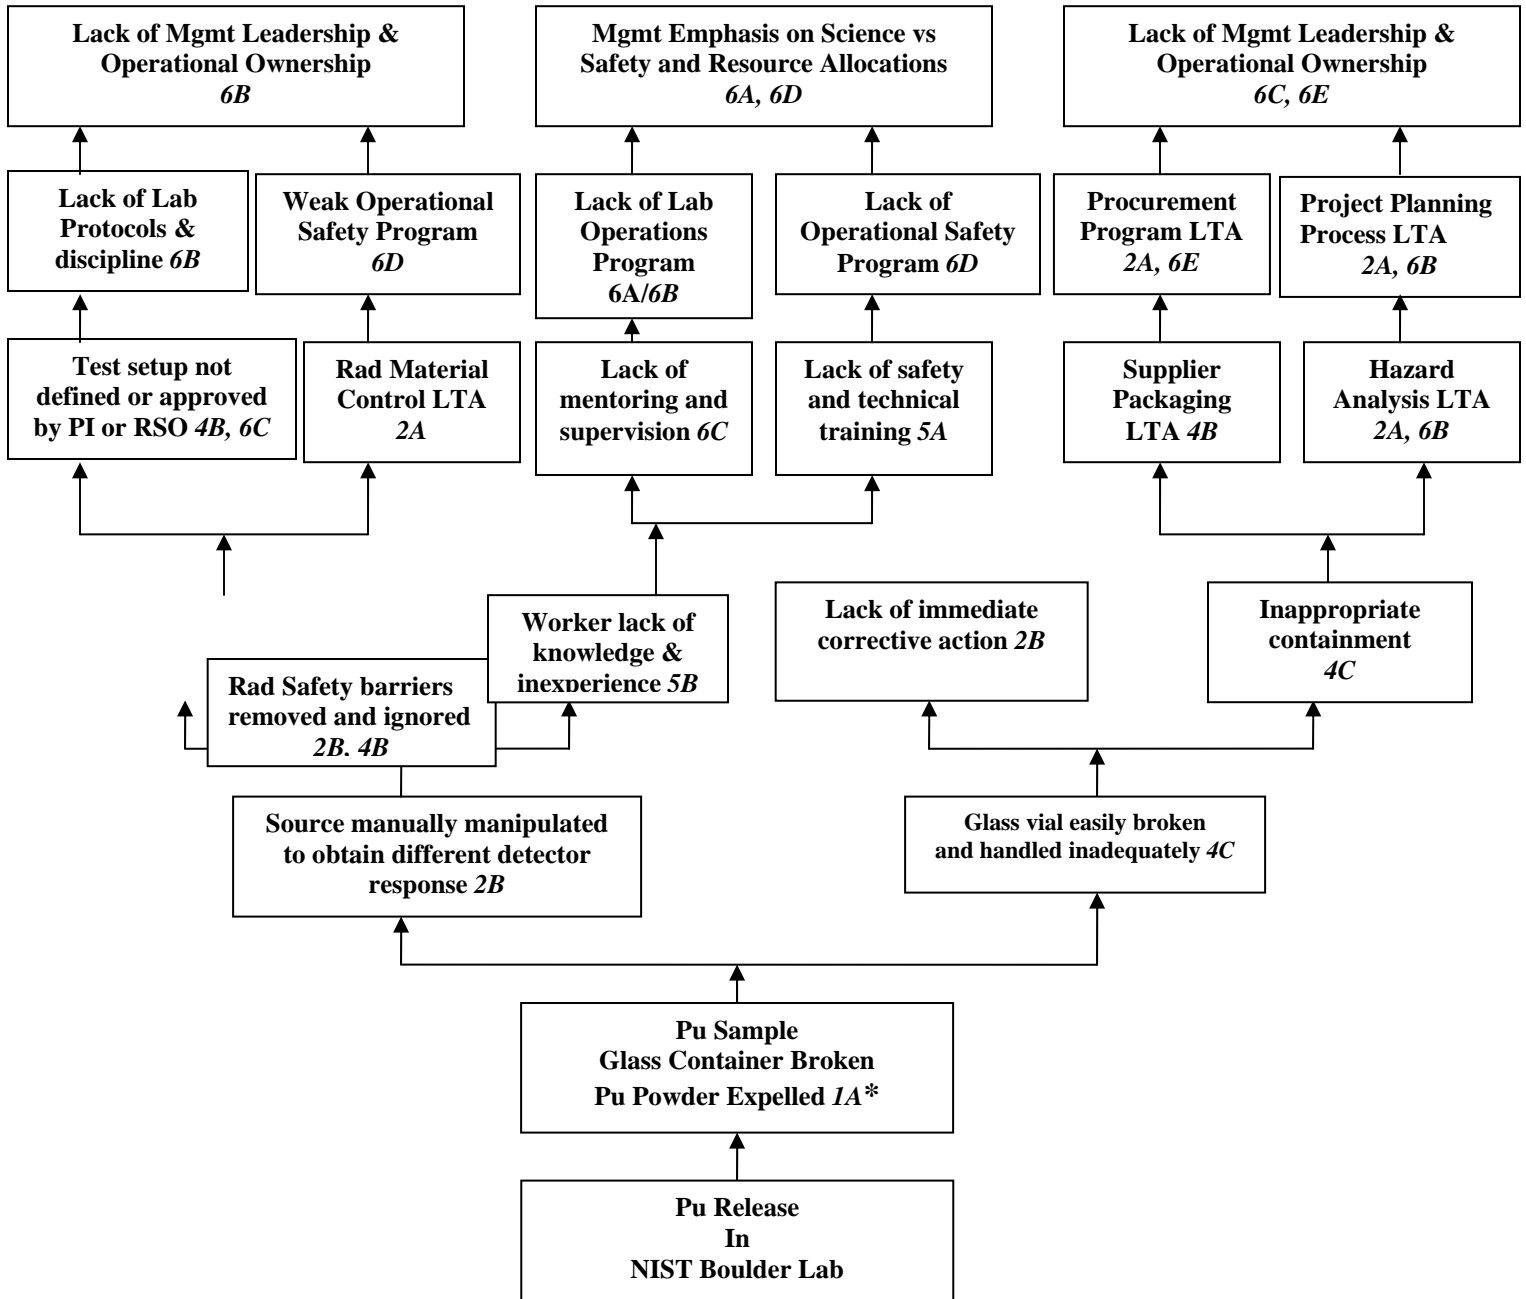 Lack of Mgmt Leadership &
Operational Ownership
6B
Mgmt Emphasis on Science vs
Safety and Resource Allocations
6A, 6D
Lack of Mgmt Leadership &
Operational Ownership
6C, 6E
Lack of Lab
Protocols &
discipline 6B
Weak Operational
Safety Program
6D
Lack of Lab
Operations
Program
6A/6B
Lack of
Operational Safety
Program 6D
Procurement
Program LTA
2A, 6E
Project Planning
Process LTA
2A, 6B
Test setup not
defined or approved
by PI or RSO 4B, 6C
Rad Material
Control LTA
2A
Lack of
mentoring and
supervision 6C
Lack of safety
and technical
training 5A
Supplier
Packaging
LTA 4B
Hazard
Analysis LTA
2A, 6B
Rad Safety barriers
removed and ignored
2B, 4B
Worker lack of
knowledge &
inexperience 5B
Lack of immediate
corrective action 2B
Inappropriate
containment
4C
Source manually manipulated
to obtain different detector
response 2B
Glass vial easily broken
and handled inadequately 4C
Pu Sample
Glass Container Broken
Pu Powder Expelled 1A*
Pu Release
In
NIST Boulder Lab